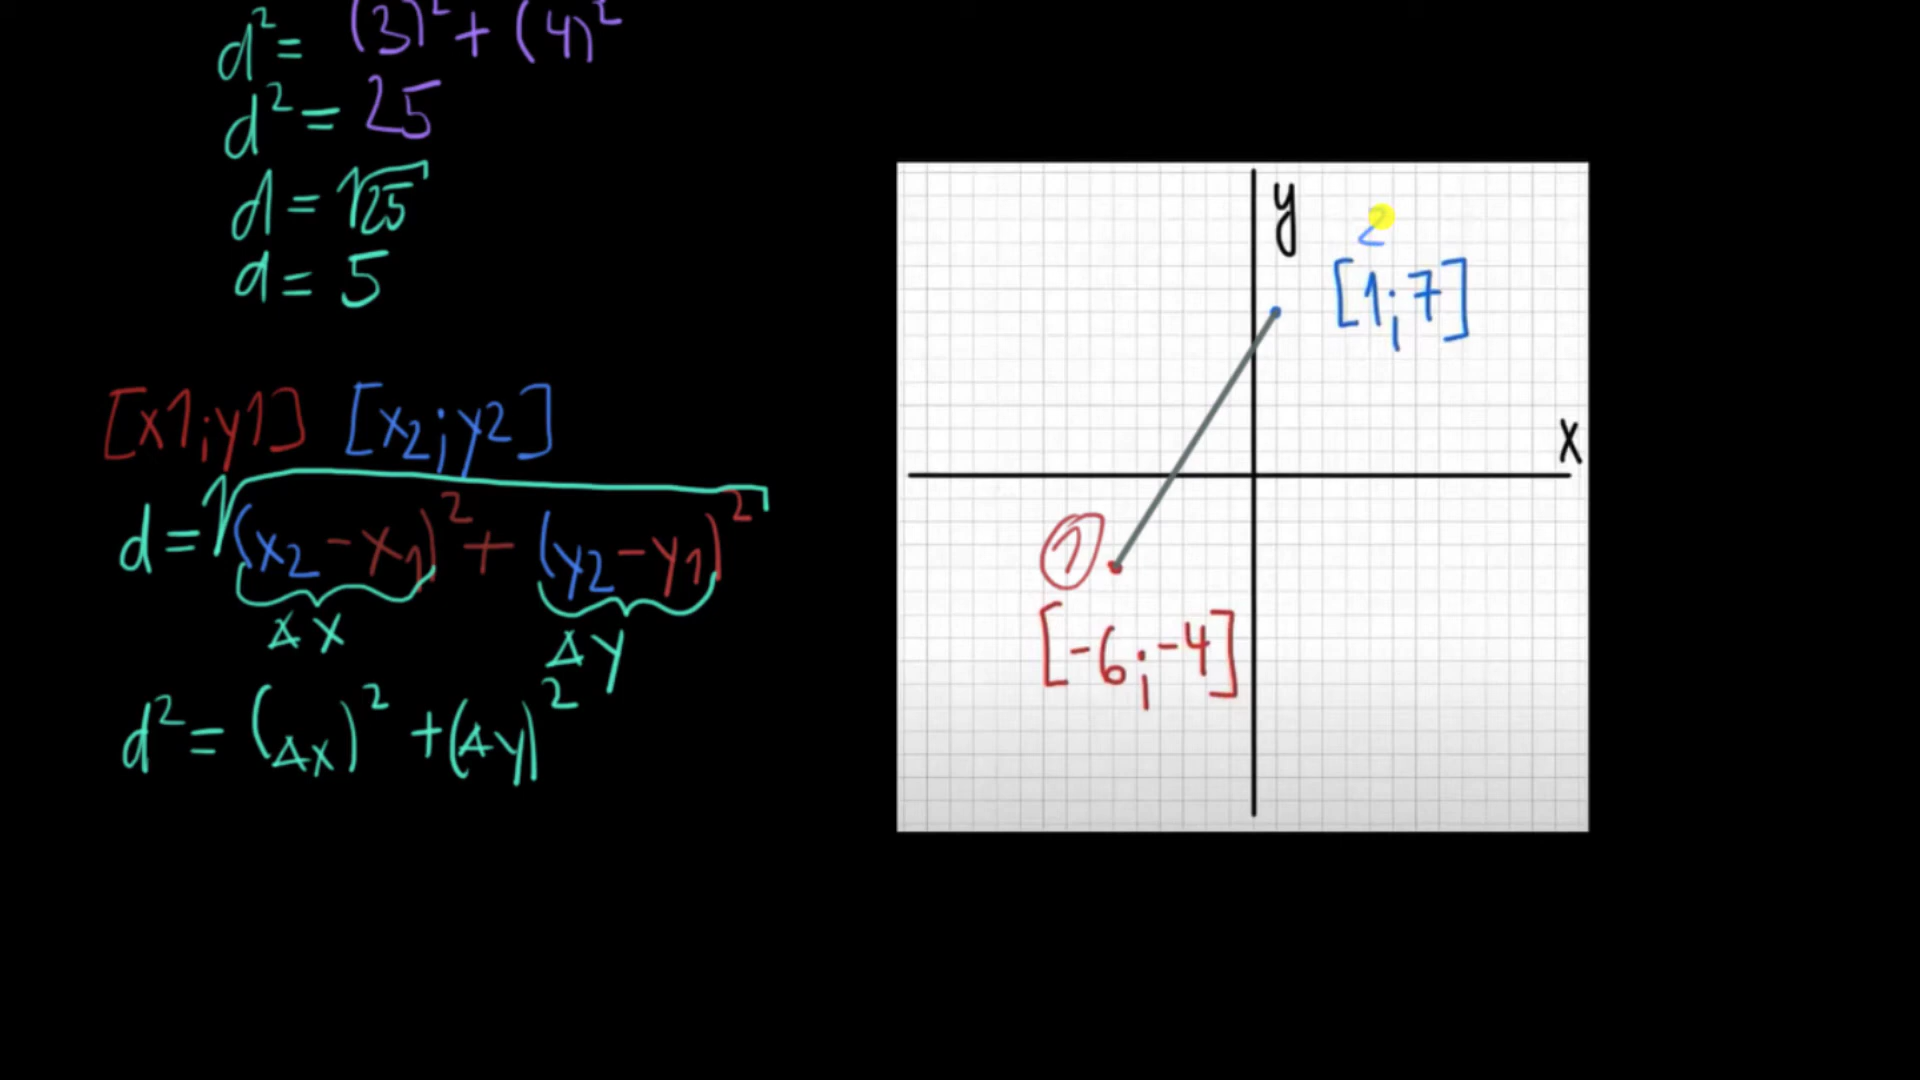 d² = (3)² + (4)²
d² = 25
d = √25
d = 5
[x1;y1] [x2;y2]
d = √(x₂ - x₁)² + (y₂ - y₁)²
Δx Δy
d² = (Δx)² + (Δy)²
y
2
[1;7]
x
1
[-6;-4]